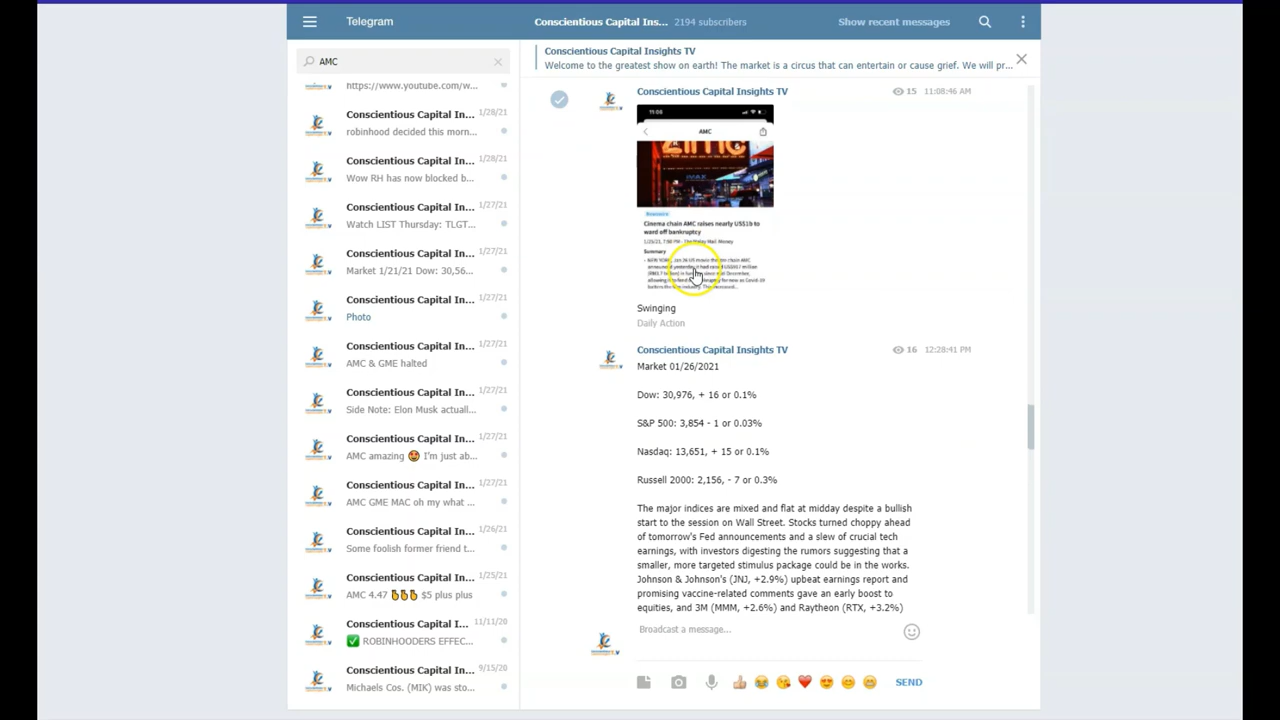 Telegram
Conscientious Capital Ins... 2194 subscribers
Show recent messages
AMC
https://www.youtube.com/w...
Conscientious Capital In... 1/28/21
robinhood decided this morn...
Conscientious Capital In... 1/28/21
Wow RH has now blocked b...
Conscientious Capital In... 1/27/21
Watch LIST Thursday: TLGT...
Conscientious Capital In... 1/27/21
Market 1/21/21 Dow: 30,56...
Conscientious Capital In... 1/27/21
Photo
Conscientious Capital In... 1/27/21
AMC & GME halted
Conscientious Capital In... 1/27/21
Side Note: Elon Musk actuall...
Conscientious Capital In... 1/27/21
AMC amazing 🤩 I'm just ab...
Conscientious Capital In... 1/27/21
AMC GME MAC oh my what ...
Conscientious Capital In... 1/26/21
Some foolish former friend t...
Conscientious Capital In... 1/25/21
AMC 4.47 💰💰💰 $5 plus plus
Conscientious Capital I... 11/11/20
✅ ROBINHOODERS EFFEC...
Conscientious Capital In... 9/15/20
Michaels Cos. (MIK) was sto...
Conscientious Capital Insights TV
Welcome to the greatest show on earth! The market is a circus that can entertain or cause grief. We will pr...
Conscientious Capital Insights TV 15 11:08:46 AM
AMC
IMAX
Cinema chain AMC raises nearly US$1b to
ward off bankruptcy
1/25/21, 7:58 PM - The Malay Mail Money
Summary
Swinging
Daily Action
Conscientious Capital Insights TV 16 12:28:41 PM
Market 01/26/2021
Dow: 30,976, + 16 or 0.1%
S&P 500: 3,854 - 1 or 0.03%
Nasdaq: 13,651, + 15 or 0.1%
Russell 2000: 2,156, - 7 or 0.3%
The major indices are mixed and flat at midday despite a bullish
start to the session on Wall Street. Stocks turned choppy ahead
of tomorrow's Fed announcements and a slew of crucial tech
earnings, with investors digesting the rumors suggesting that a
smaller, more targeted stimulus package could be in the works.
Johnson & Johnson's (JNJ, +2.9%) upbeat earnings report and
promising vaccine-related comments gave an early boost to
equities, and 3M (MMM, +2.6%) and Raytheon (RTX, +3.2%)
Broadcast a message...
SEND